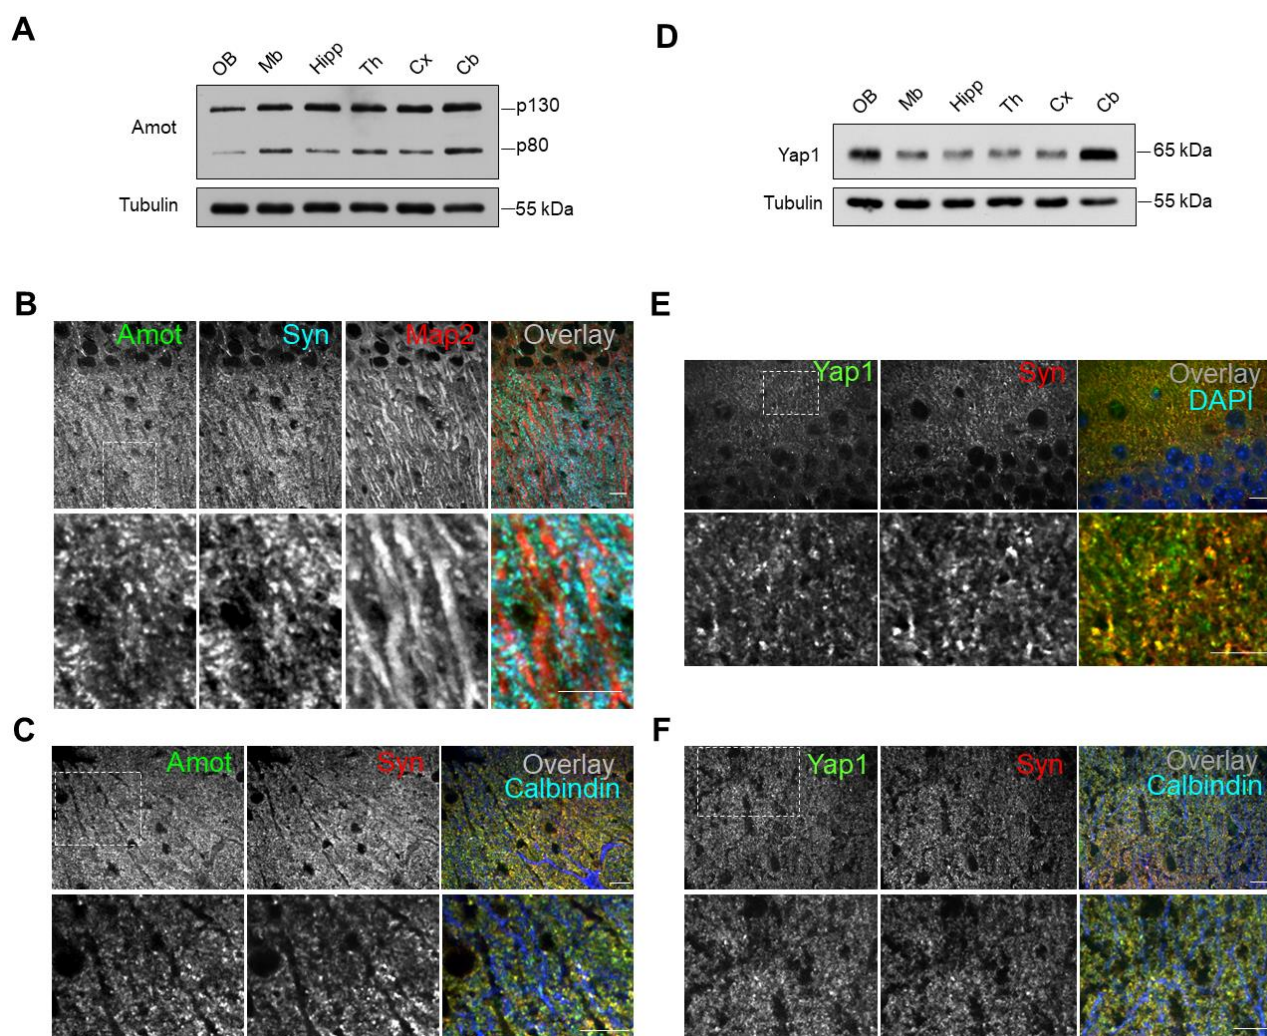 A
OB Mb Hipp Th Cx Cb
Amot
p130
p80
Tubulin
55 kDa
D
OB Mb Hipp Th Cx Cb
Yap1
65 kDa
Tubulin
55 kDa
B
Amot Syn Map2 Overlay
E
Yap1 Syn Overlay
DAPI
C
Amot Syn Overlay
Calbindin
F
Yap1 Syn Overlay
Calbindin